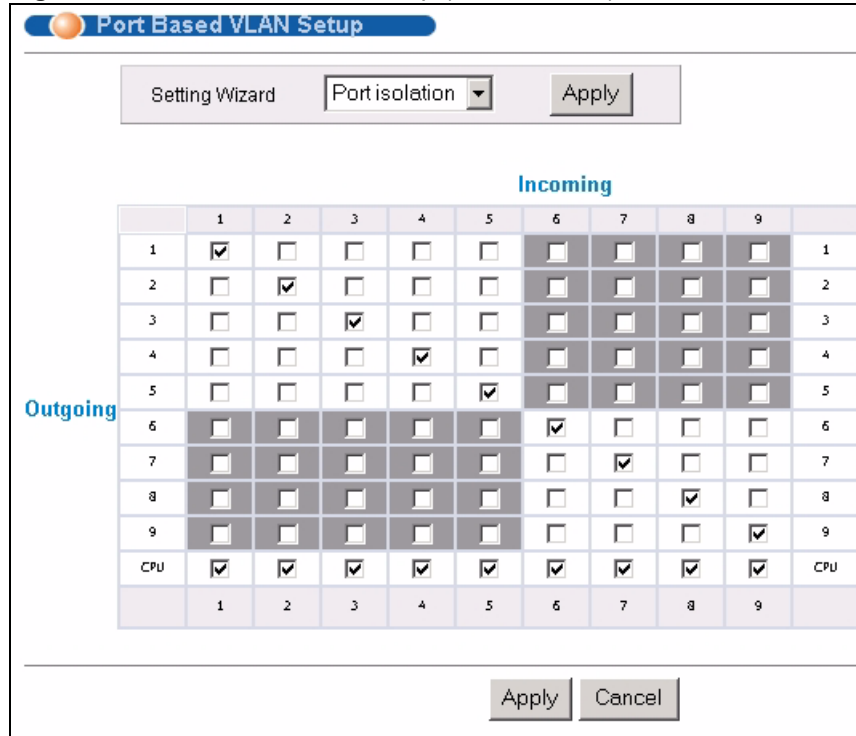 Port Based VLAN Setup
Setting Wizard Port isolation Apply
Incoming
1 2 3 4 5 6 7 8 9
1 1
2 2
3 3
4 4
5 5
Outgoing
6 6
7 7
8 8
9 9
CPU CPU
1 2 3 4 5 6 7 8 9
Apply Cancel